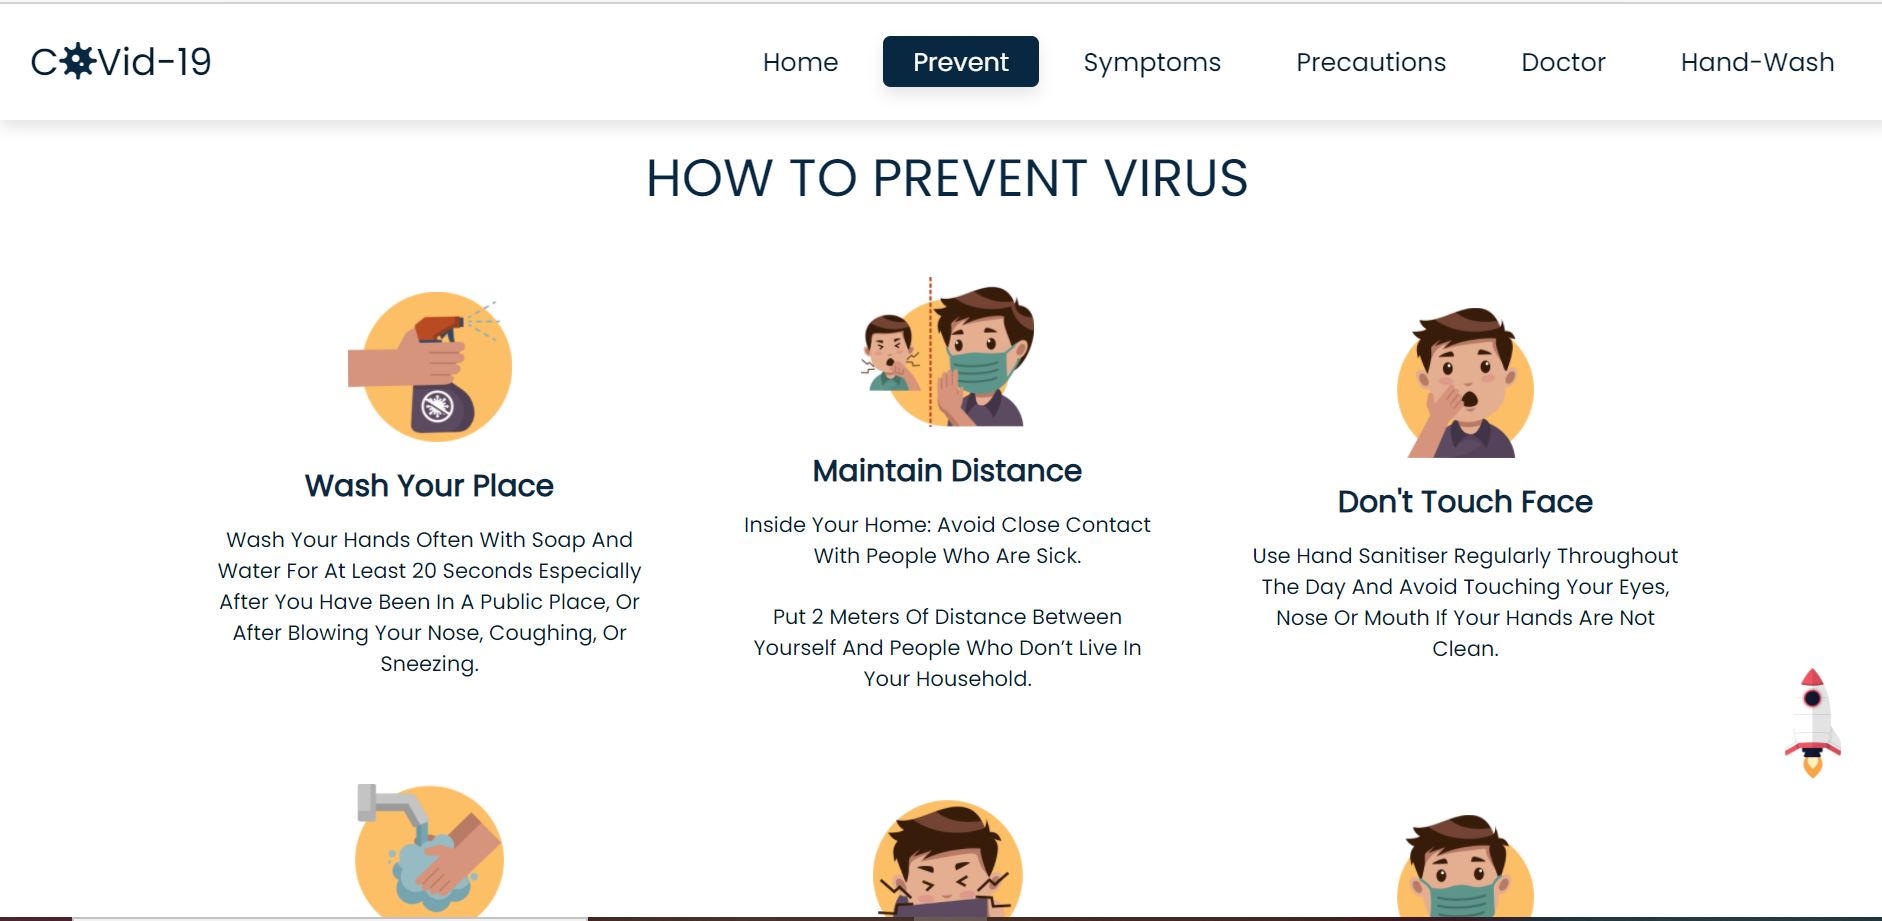 COVid-19
Home
Prevent
Symptoms
Precautions
Doctor
Hand-Wash
HOW TO PREVENT VIRUS
Wash Your Place
Wash Your Hands Often With Soap And
Water For At Least 20 Seconds Especially
After You Have Been In A Public Place, Or
After Blowing Your Nose, Coughing, Or
Sneezing.
Maintain Distance
Inside Your Home: Avoid Close Contact
With People Who Are Sick.
Put 2 Meters Of Distance Between
Yourself And People Who Don’t Live In
Your Household.
Don't Touch Face
Use Hand Sanitiser Regularly Throughout
The Day And Avoid Touching Your Eyes,
Nose Or Mouth If Your Hands Are Not
Clean.